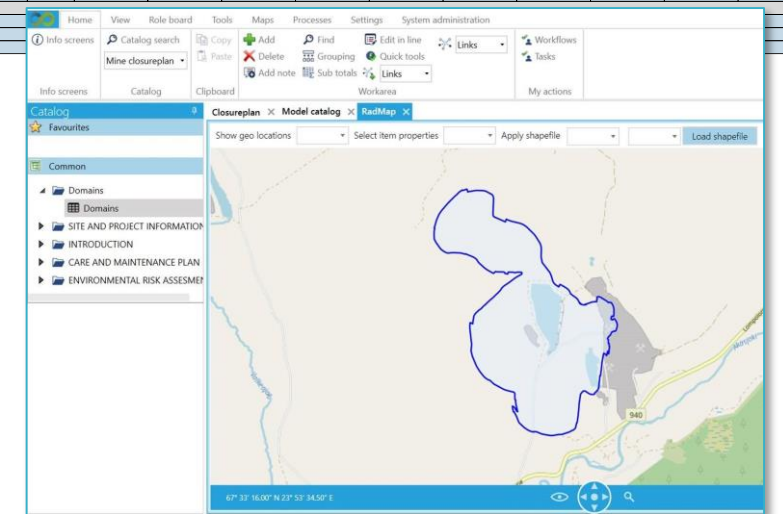 Home View Role board Tools Maps Processes Settings System administration
Info screens Catalog search Copy Add Find Edit in line Links Workflows
Mine closureplan Paste Delete Grouping Quick tools Tasks
Add note Sub totals Links
Info screens Catalog Clipboard Workarea My actions
Catalog
Closureplan Model catalog RadMap
Favourites
Show geo locations Select item properties Apply shapefile Load shapefile
Common
Domains
Domains
SITE AND PROJECT INFORMATION
INTRODUCTION
CARE AND MAINTENANCE PLAN
ENVIRONMENTAL RISK ASSESMEN
940
67° 33' 16.00" N 23° 53' 34.50" E